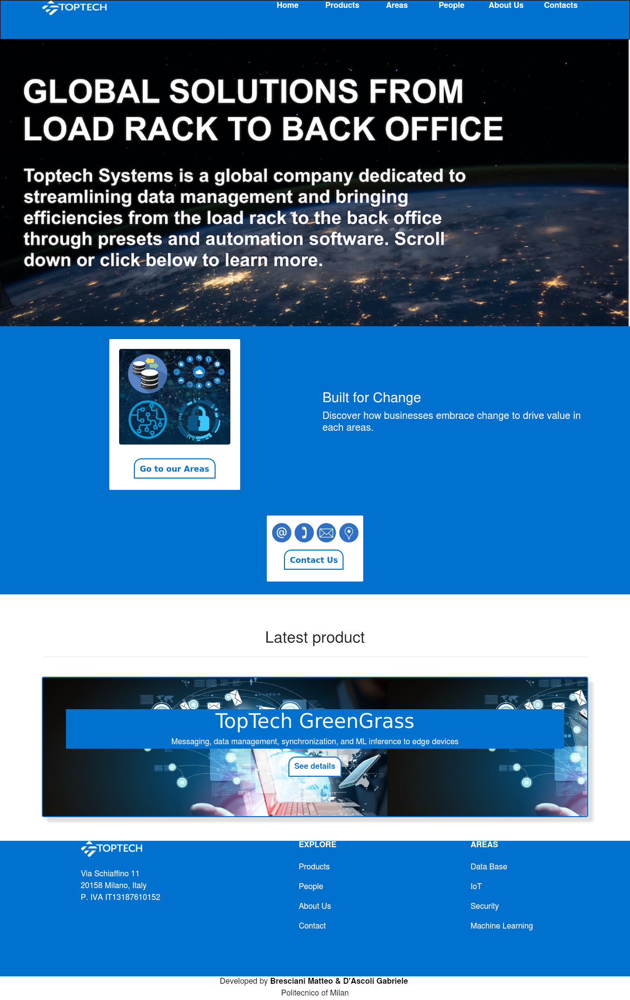 TOPTECH
Home Products Areas People About Us Contacts
GLOBAL SOLUTIONS FROM
LOAD RACK TO BACK OFFICE
Toptech Systems is a global company dedicated to
streamlining data management and bringing
efficiencies from the load rack to the back office
through presets and automation software. Scroll
down or click below to learn more.
Built for Change
Discover how businesses embrace change to drive value in
each areas.
Go to our Areas
Contact Us
Latest product
TopTech GreenGrass
Messaging, data management, synchronization, and ML inference to edge devices
See details
TOPTECH
Via Schiaffino 11
20158 Milano, Italy
P. IVA IT13187610152
EXPLORE
Products
People
About Us
Contact
AREAS
Data Base
IoT
Security
Machine Learning
Developed by Bresciani Matteo & D'Ascoli Gabriele
Politecnico of Milan